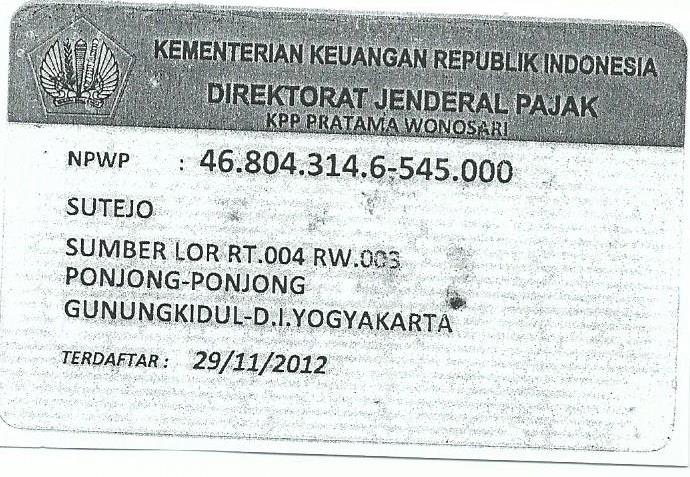 KEMENTERIAN KEUANGAN REPUBLIK INDONESIA
DIREKTORAT JENDERAL PAJAK
KPP PRATAMA WONOSARI
NPWP : 46.804.314.6-545.000
SUTEJO
SUMBER LOR RT.004 RW.003
PONJONG-PONJONG
GUNUNGKIDUL-D.I.YOGYAKARTA
TERDAFTAR : 29/11/2012